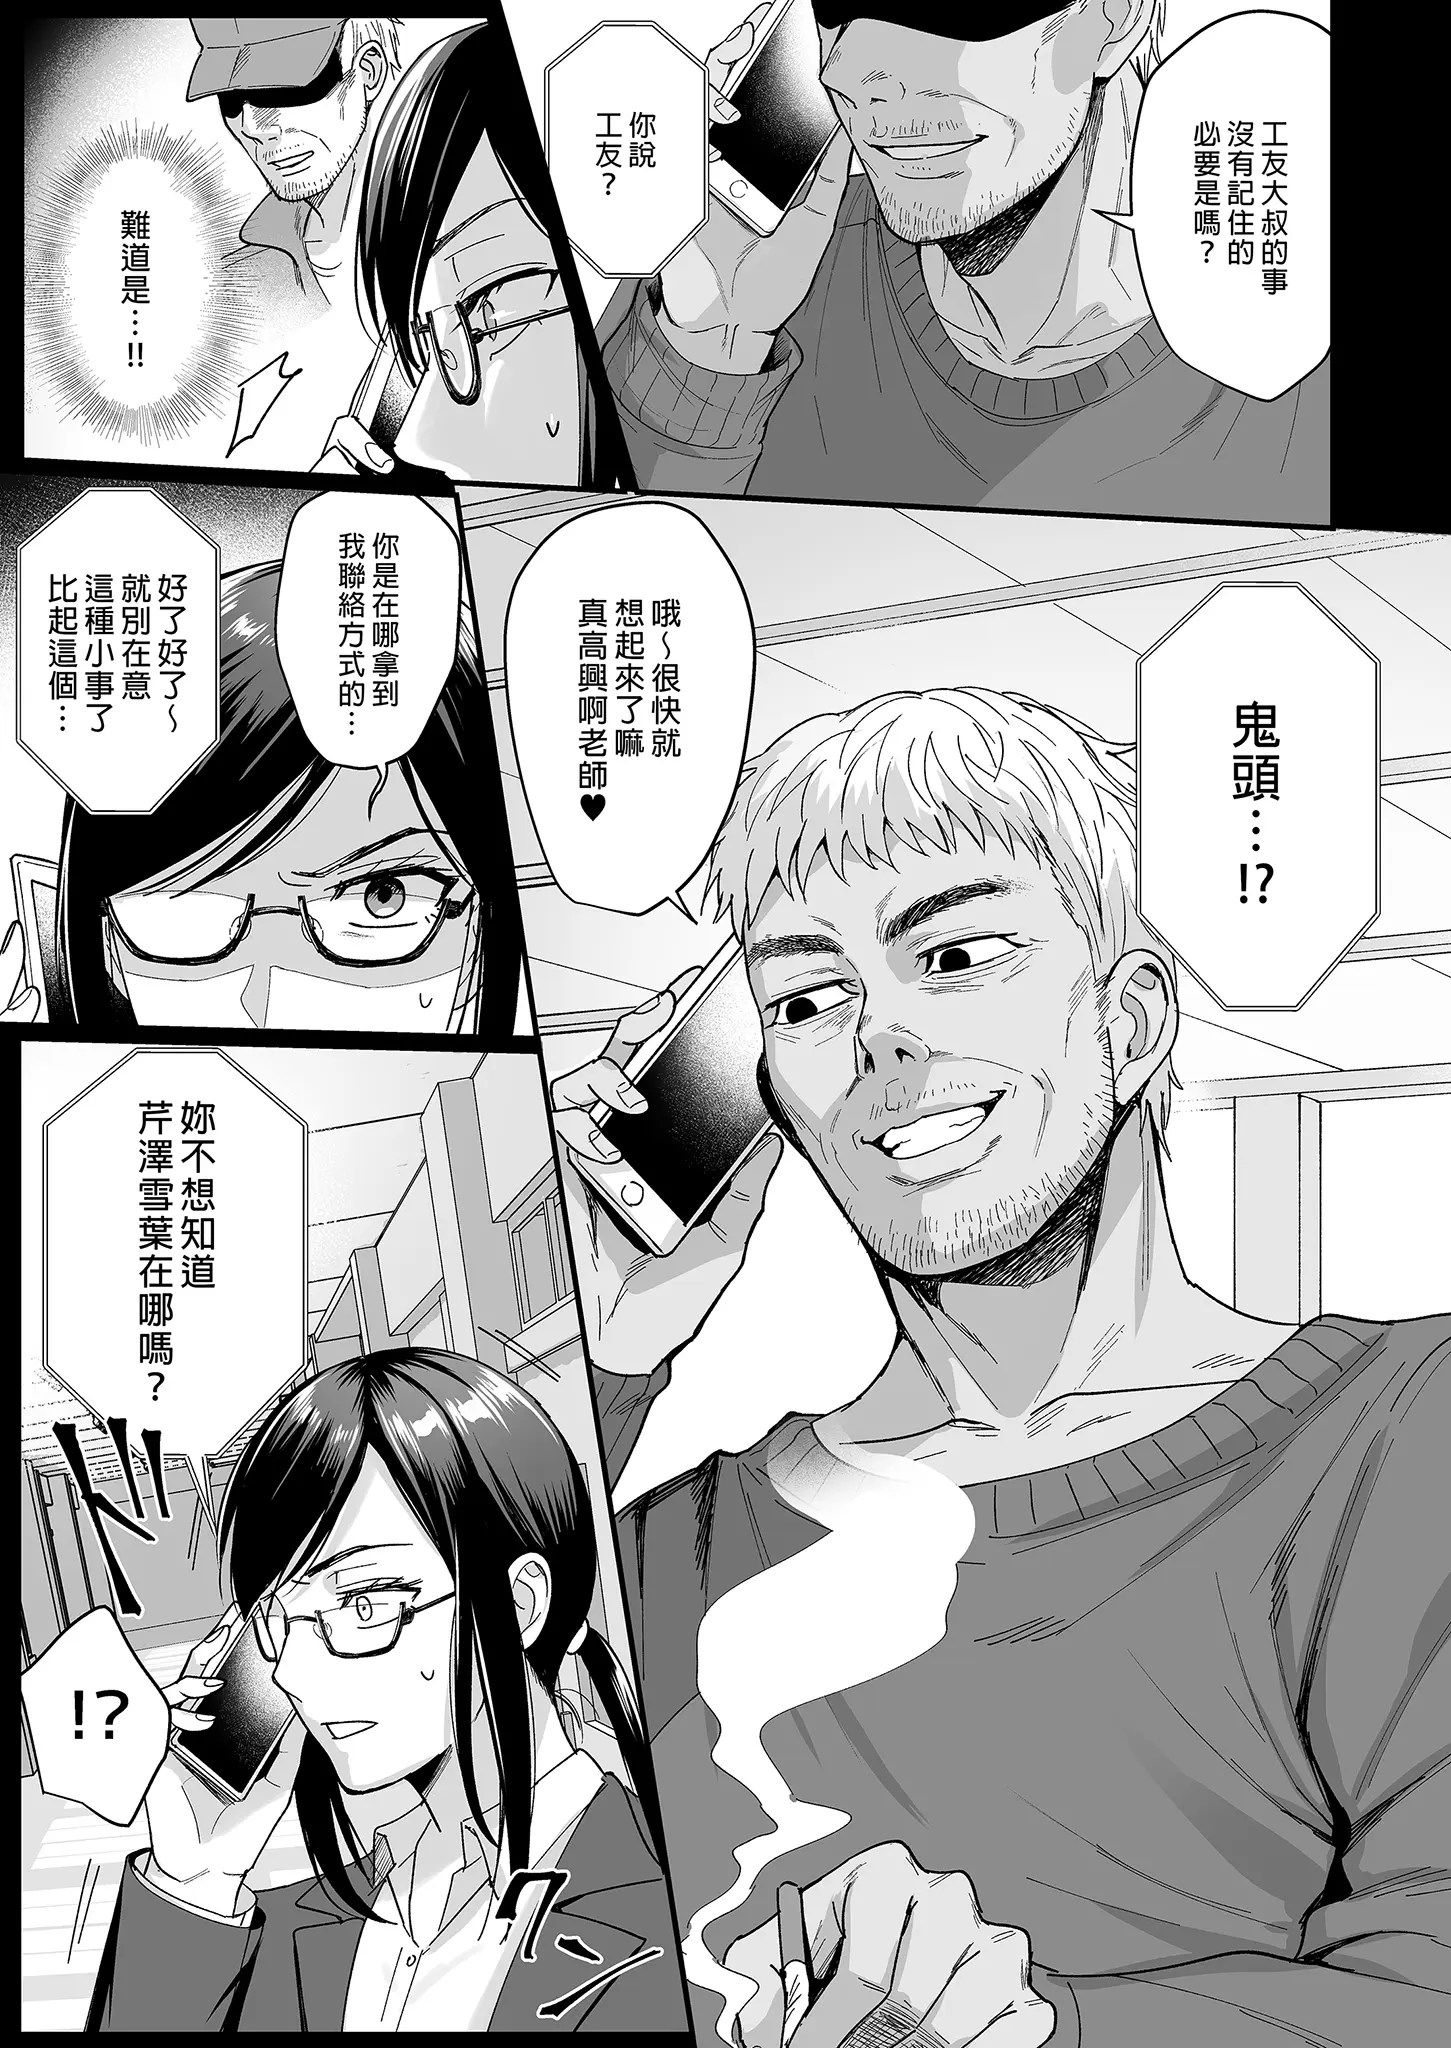 工友大叔的事
沒有記住的
必要是嗎？
你說
工友？
難道是…!!
鬼頭…!?
哦～很快就
想起來了嘛
真高興啊老師♥
你是在哪拿到
我聯絡方式的…
好了好了～
就別在意
這種小事了
比起這個…
妳不想知道
芹澤雪葉在哪嗎？
ドクン
!?